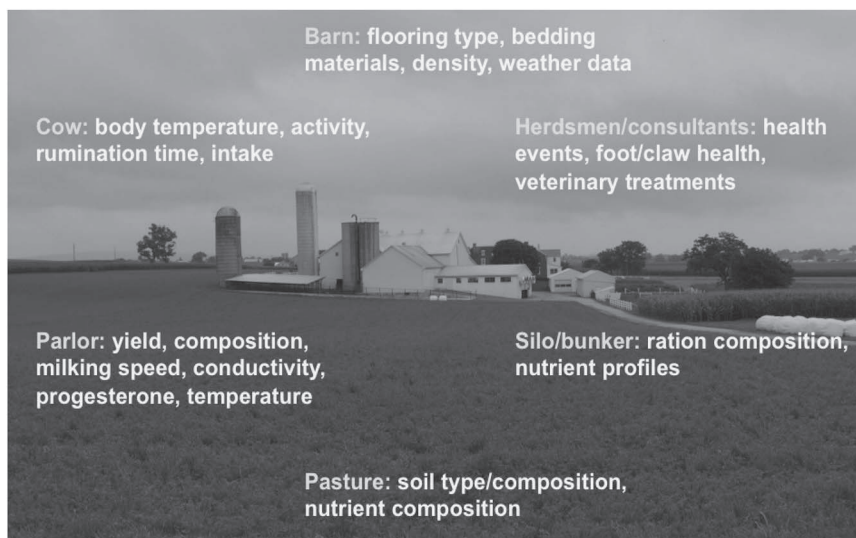 Barn: flooring type, bedding
materials, density, weather data
Cow: body temperature, activity,
rumination time, intake
Herdsmen/consultants: health
events, foot/claw health,
veterinary treatments
Parlor: yield, composition,
milking speed, conductivity,
progesterone, temperature
Silo/bunker: ration composition,
nutrient profiles
Pasture: soil type/composition,
nutrient composition